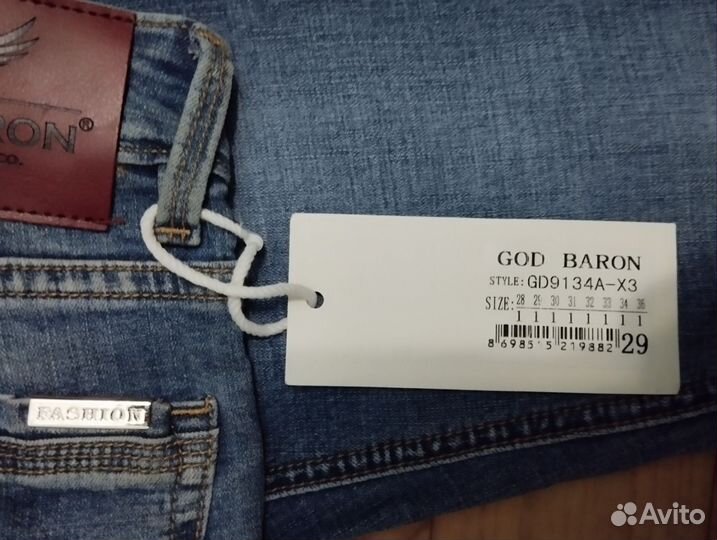 RON®
CO.
GOD BARON
STYLE: GD9134A-X3
SIZE: 28 29 30 31 32 33 34 36
1 1 1 1 1 1 1 1
8 6985 5 219882 29
FASHION
Avito